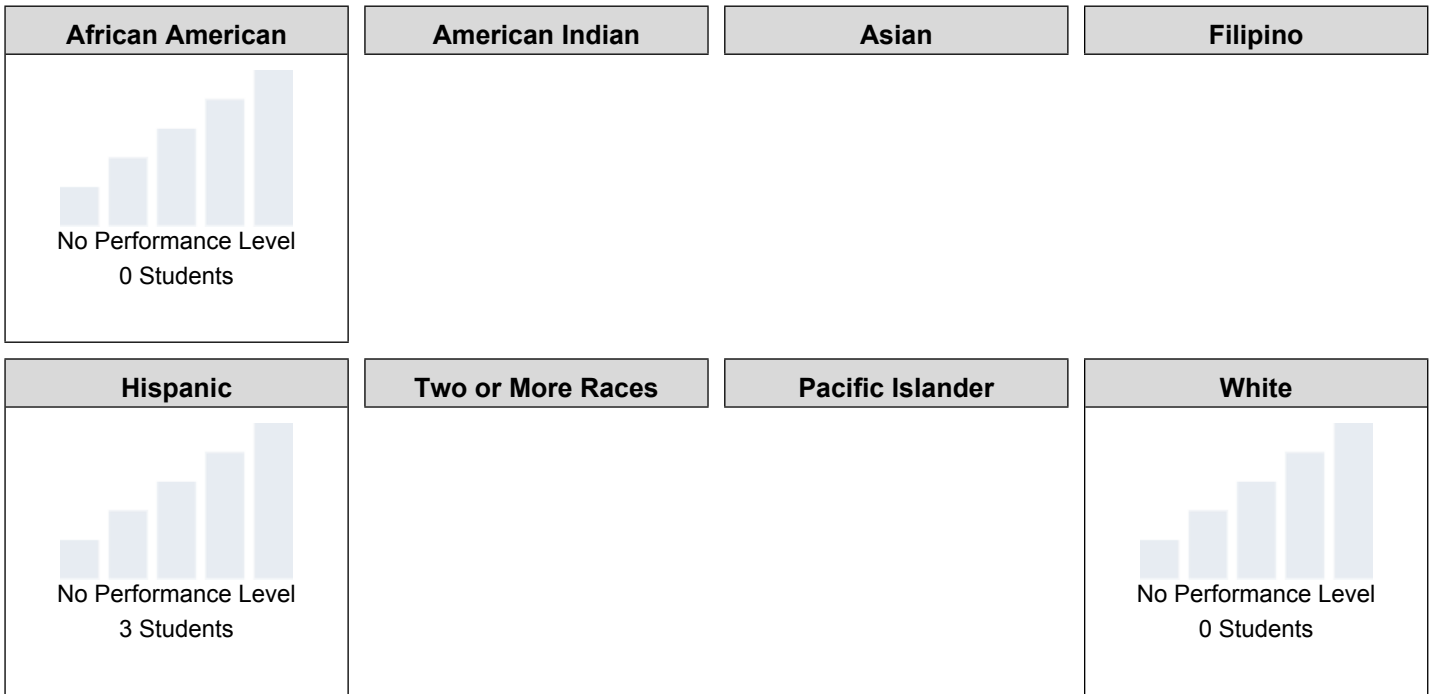 African American
American Indian
Asian
Filipino
No Performance Level
0 Students
Hispanic
Two or More Races
Pacific Islander
White
No Performance Level
3 Students
No Performance Level
0 Students